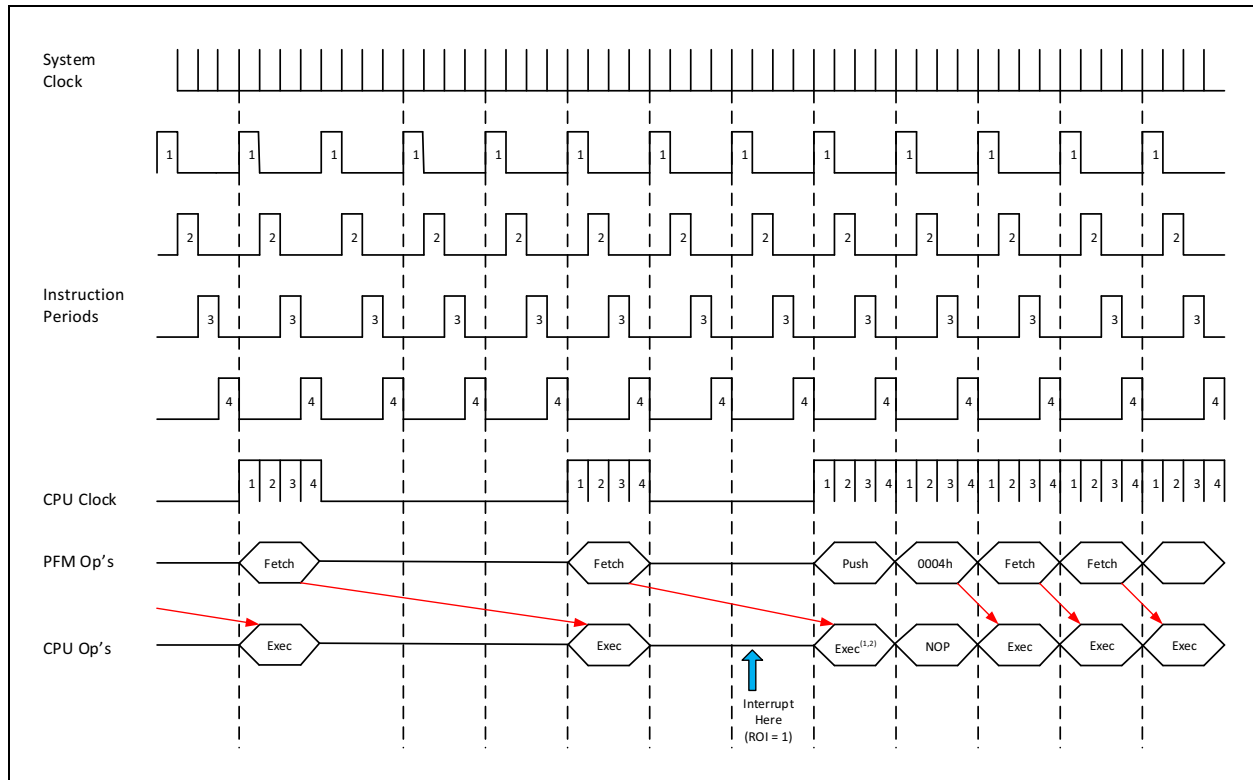 System
Clock
1 1 1 1 1 1 1 1 1 1 1 1 1
2 2 2 2 2 2 2 2 2 2 2 2 2
Instruction
Periods
3 3 3 3 3 3 3 3 3 3 3 3 3
4 4 4 4 4 4 4 4 4 4 4 4 4
CPU Clock
1 2 3 4 1 2 3 4 1 2 3 4 1 2 3 4 1 2 3 4 1 2 3 4 1 2 3 4
PFM Op’s
Fetch Fetch Push 0004h Fetch Fetch
CPU Op’s
Exec Exec Exec(1,2) NOP Exec Exec Exec
Interrupt
Here
(ROI = 1)